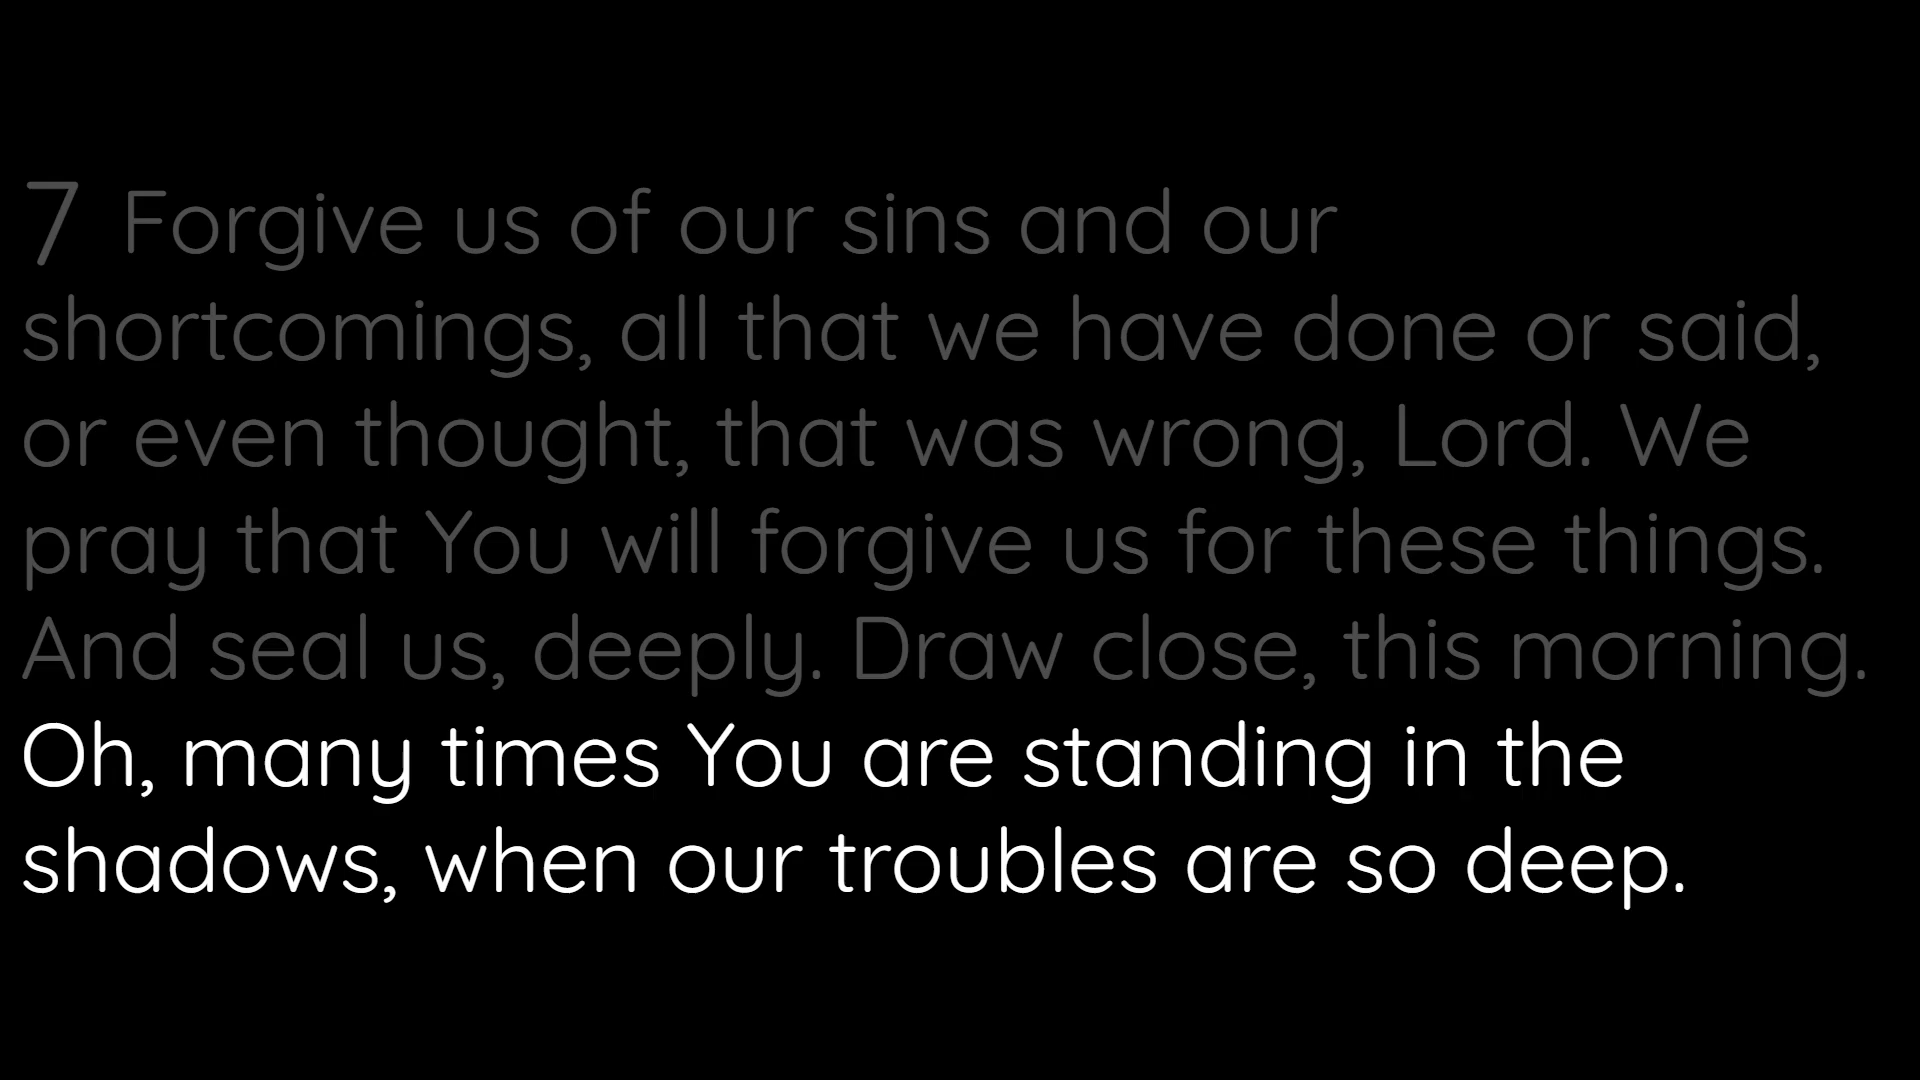 7 Forgive us of our sins and our
shortcomings, all that we have done or said,
or even thought, that was wrong, Lord. We
pray that You will forgive us for these things.
And seal us, deeply. Draw close, this morning.
Oh, many times You are standing in the
shadows, when our troubles are so deep.